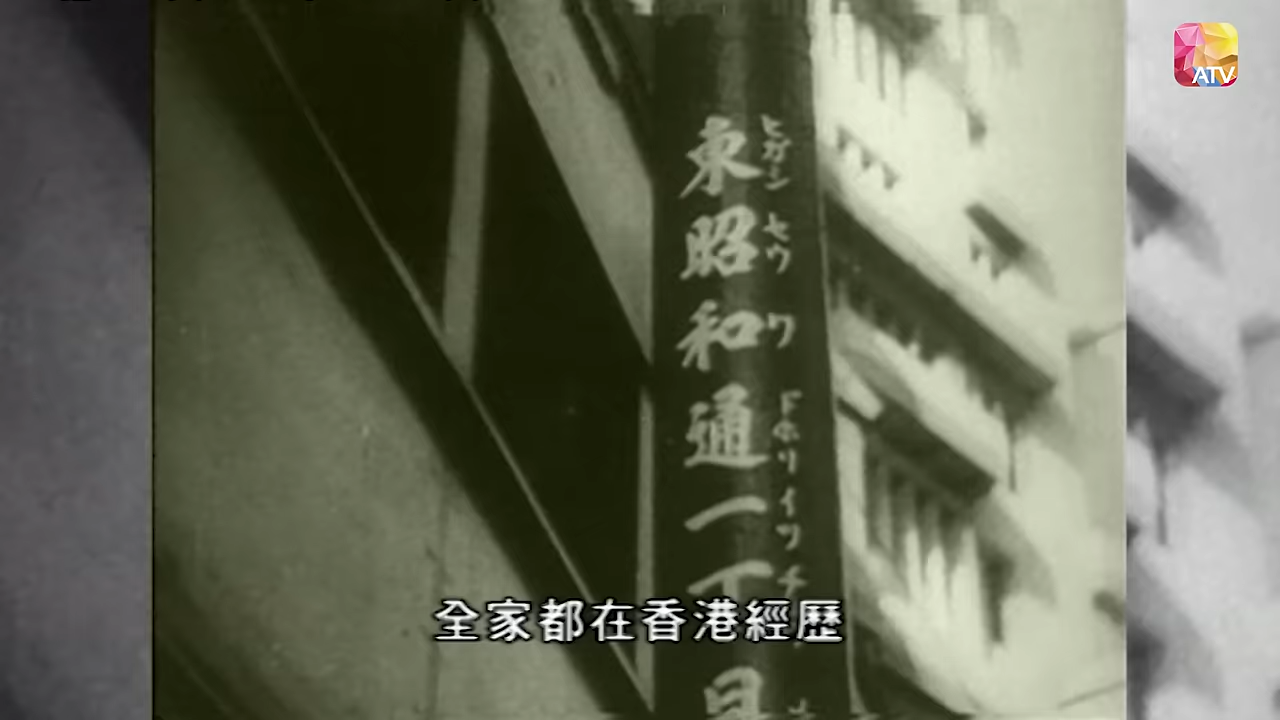 ATV
東昭和通一丁目
ヒガシセウワドホリイツチ
全家都在香港經歷